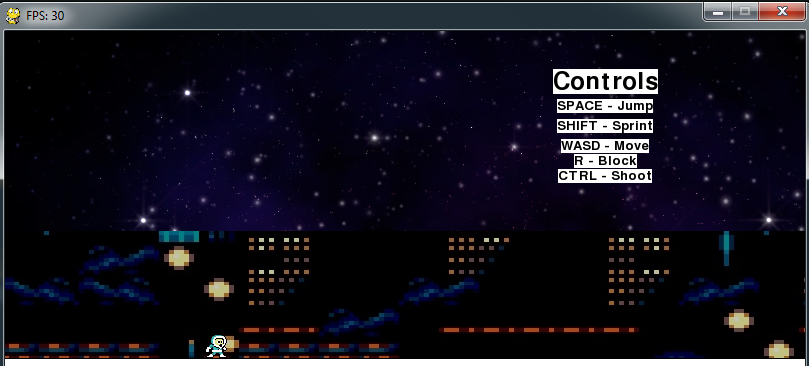 FPS: 30
Controls
SPACE - Jump
SHIFT - Sprint
WASD - Move
R - Block
CTRL - Shoot